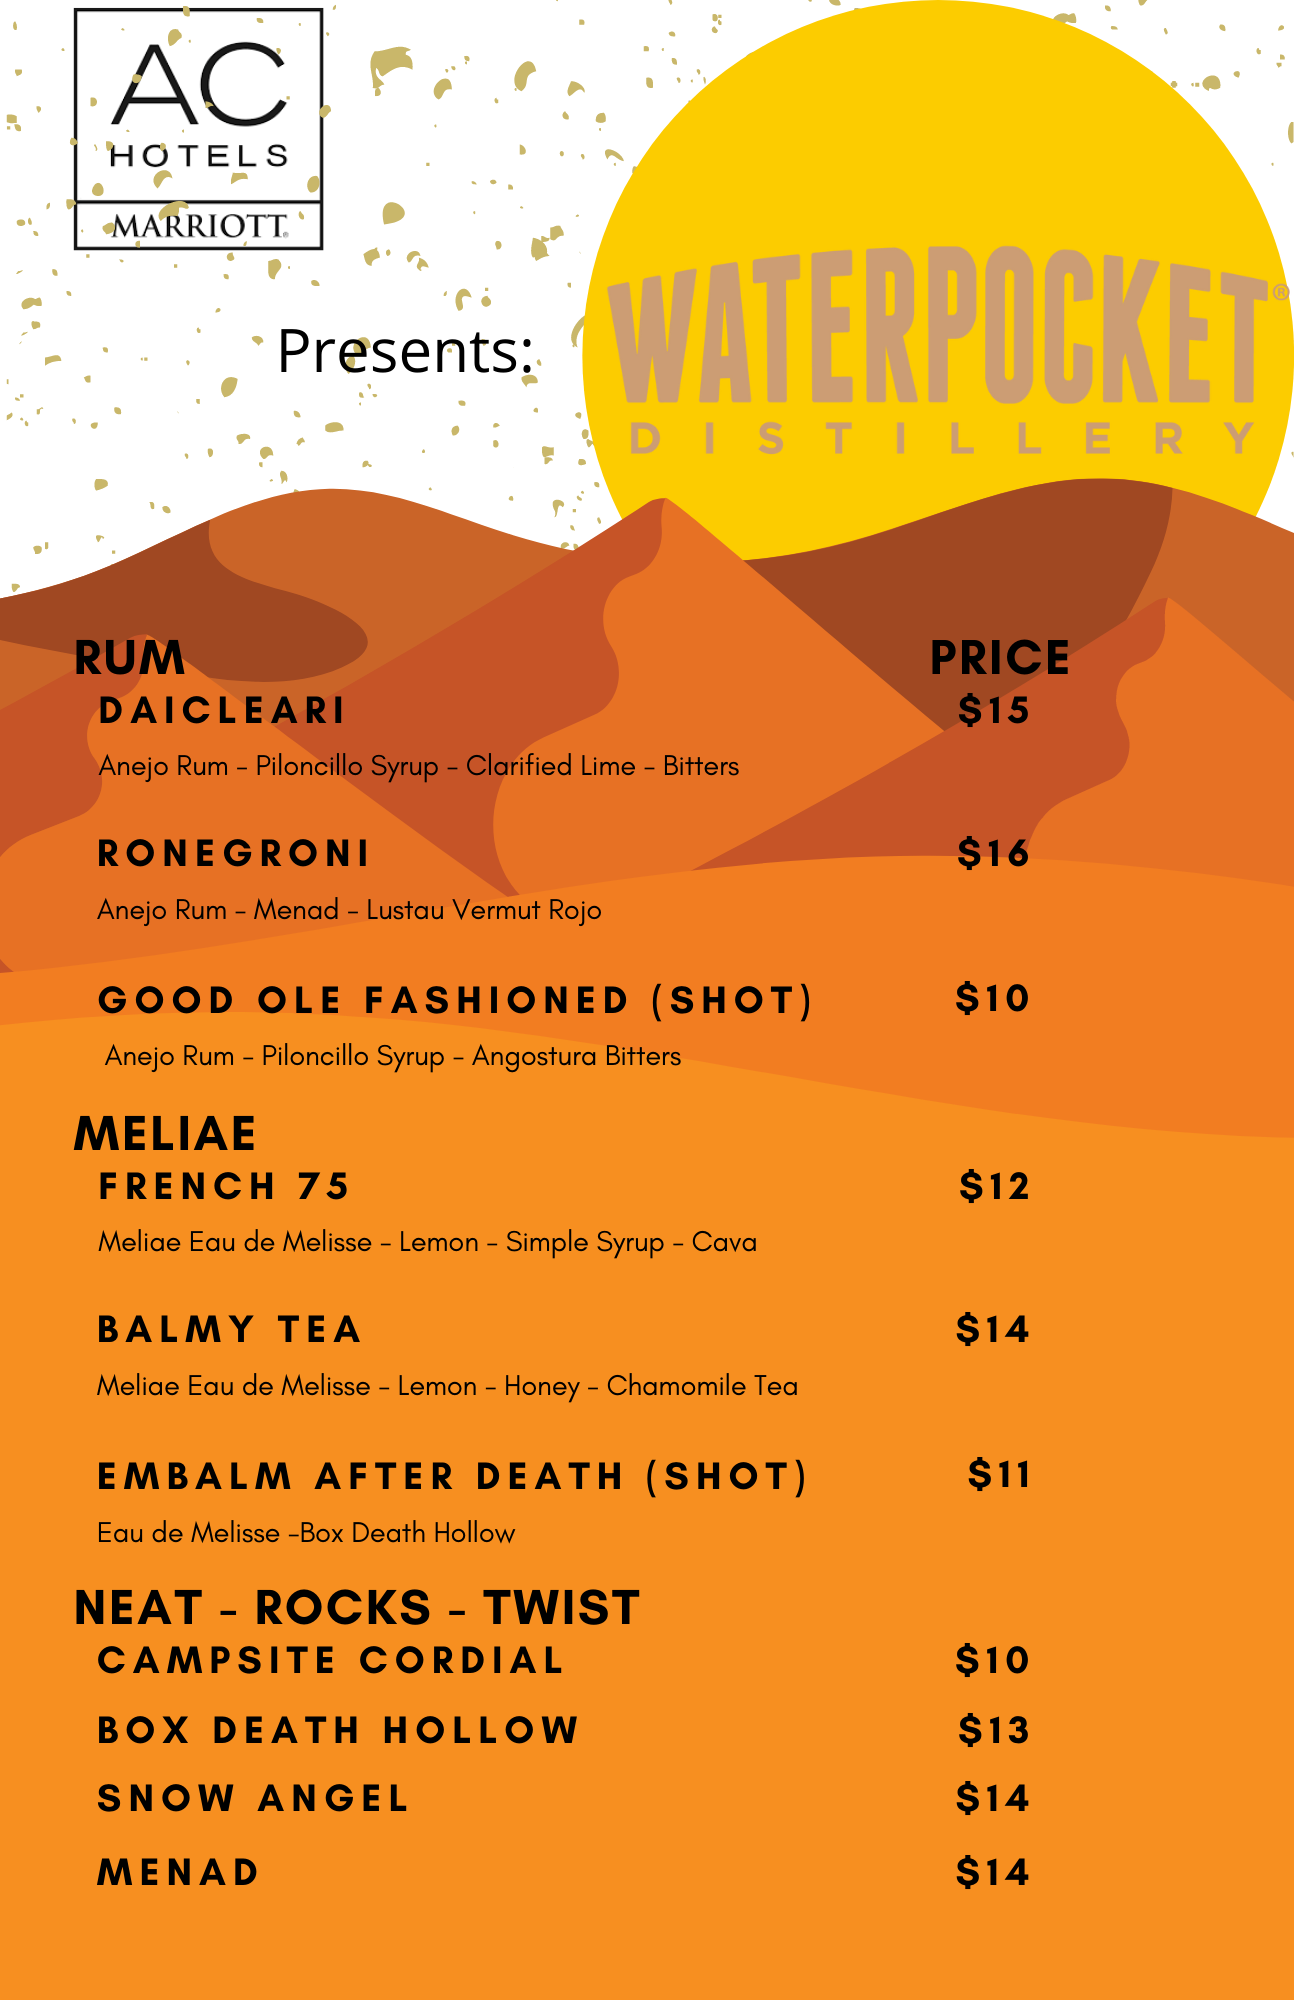 AC
HOTELS
MARRIOTT®
Presents:
WATERPOCKET®
DISTILLERY
RUM PRICE
DAICLEARI $15
Anejo Rum - Piloncillo Syrup - Clarified Lime - Bitters
RONEGRONI $16
Anejo Rum - Menad - Lustau Vermut Rojo
GOOD OLE FASHIONED (SHOT) $10
Anejo Rum - Piloncillo Syrup - Angostura Bitters
MELIAE
FRENCH 75 $12
Meliae Eau de Melisse - Lemon - Simple Syrup - Cava
BALMY TEA $14
Meliae Eau de Melisse - Lemon - Honey - Chamomile Tea
EMBALM AFTER DEATH (SHOT) $11
Eau de Melisse -Box Death Hollow
NEAT - ROCKS - TWIST
CAMPSITE CORDIAL $10
BOX DEATH HOLLOW $13
SNOW ANGEL $14
MENAD $14